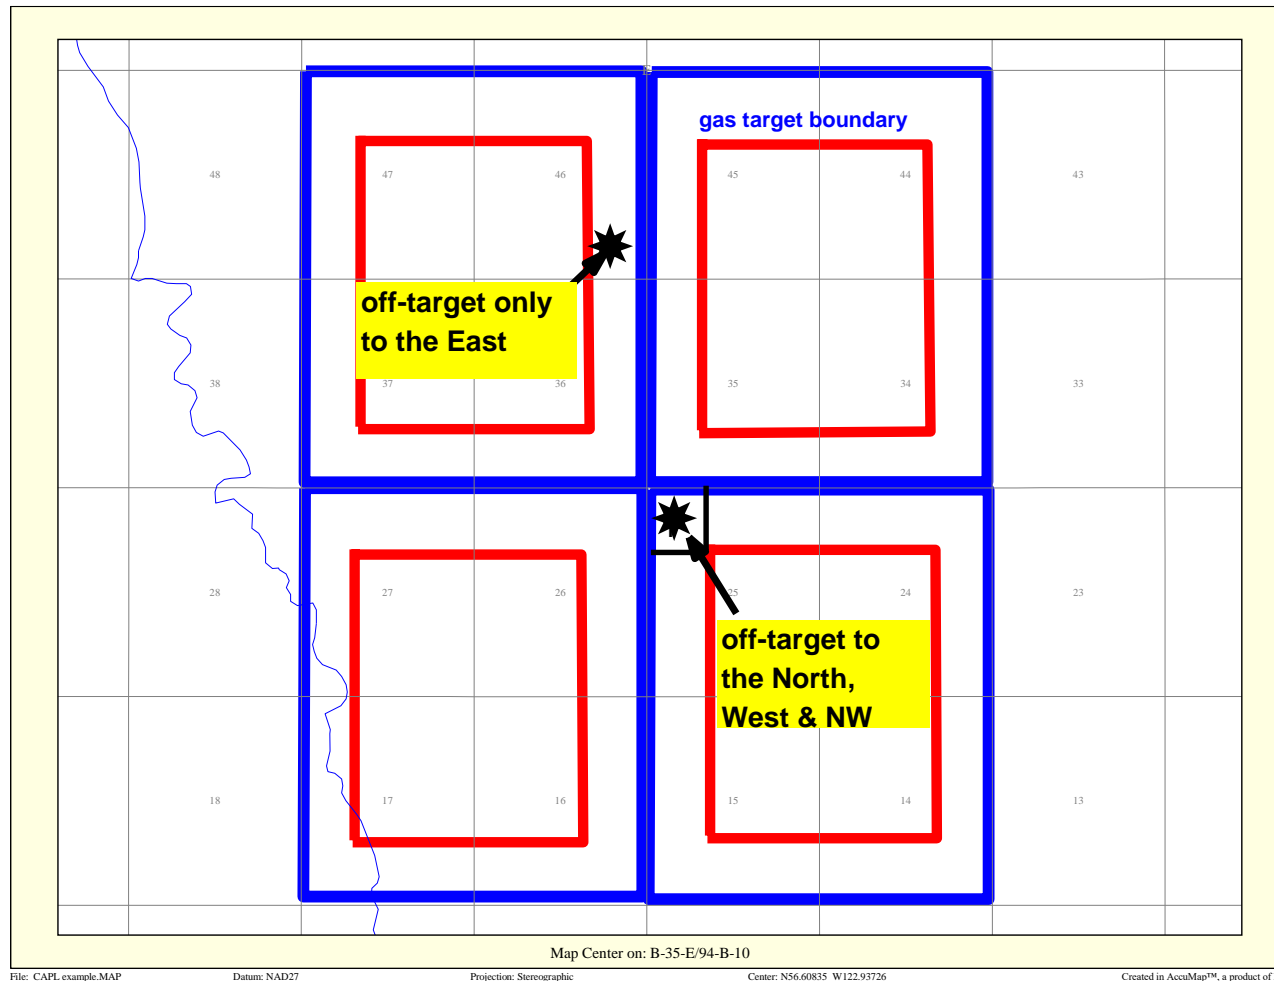 gas target boundary
48
47
46
45
44
43
off-target only
to the East
38
37
36
35
34
33
28
27
26
25
24
23
off-target to
the North,
West & NW
18
17
16
15
14
13
Map Center on: B-35-E/94-B-10
File: CAPL example.MAP
Datum: NAD27
Projection: Stereographic
Center: N56.60835 W122.93726
Created in AccuMap™, a product of